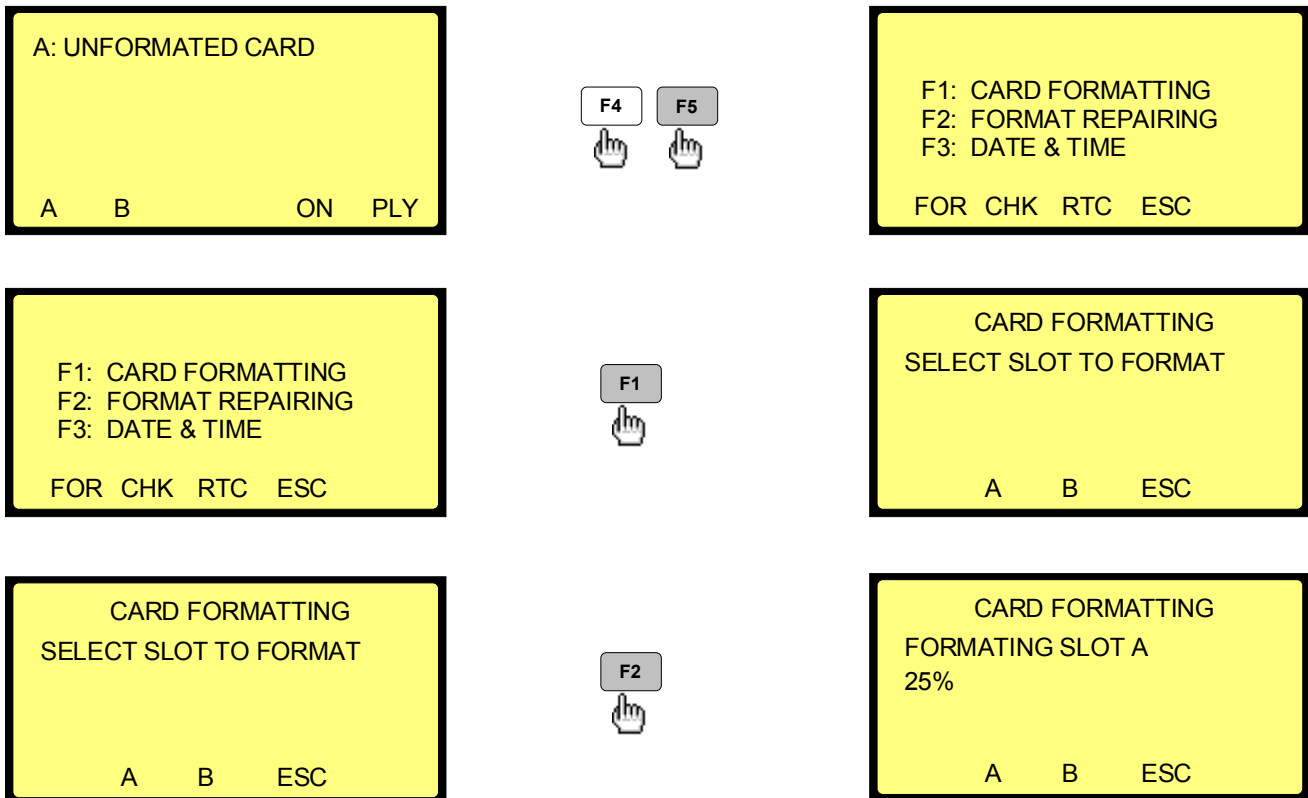 A: UNFORMATED CARD
A B ON PLY
F4 F5
F1: CARD FORMATTING
F2: FORMAT REPAIRING
F3: DATE & TIME
FOR CHK RTC ESC
F1: CARD FORMATTING
F2: FORMAT REPAIRING
F3: DATE & TIME
FOR CHK RTC ESC
F1
CARD FORMATTING
SELECT SLOT TO FORMAT
A B ESC
CARD FORMATTING
SELECT SLOT TO FORMAT
A B ESC
F2
CARD FORMATTING
FORMATING SLOT A
25%
A B ESC